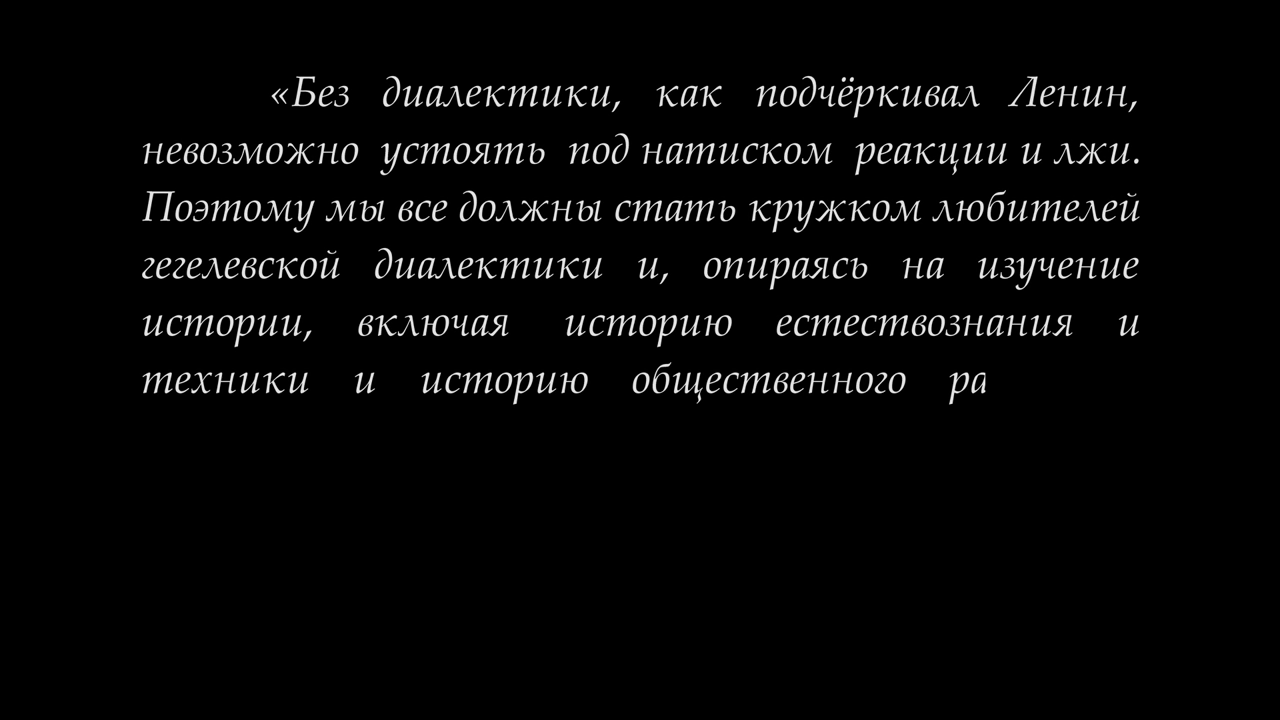 «Без диалектики, как подчёркивал Ленин,
невозможно устоять под натиском реакции и лжи.
Поэтому мы все должны стать кружком любителей
гегелевской диалектики и, опираясь на изучение
истории, включая историю естествознания и
техники и историю общественного ра